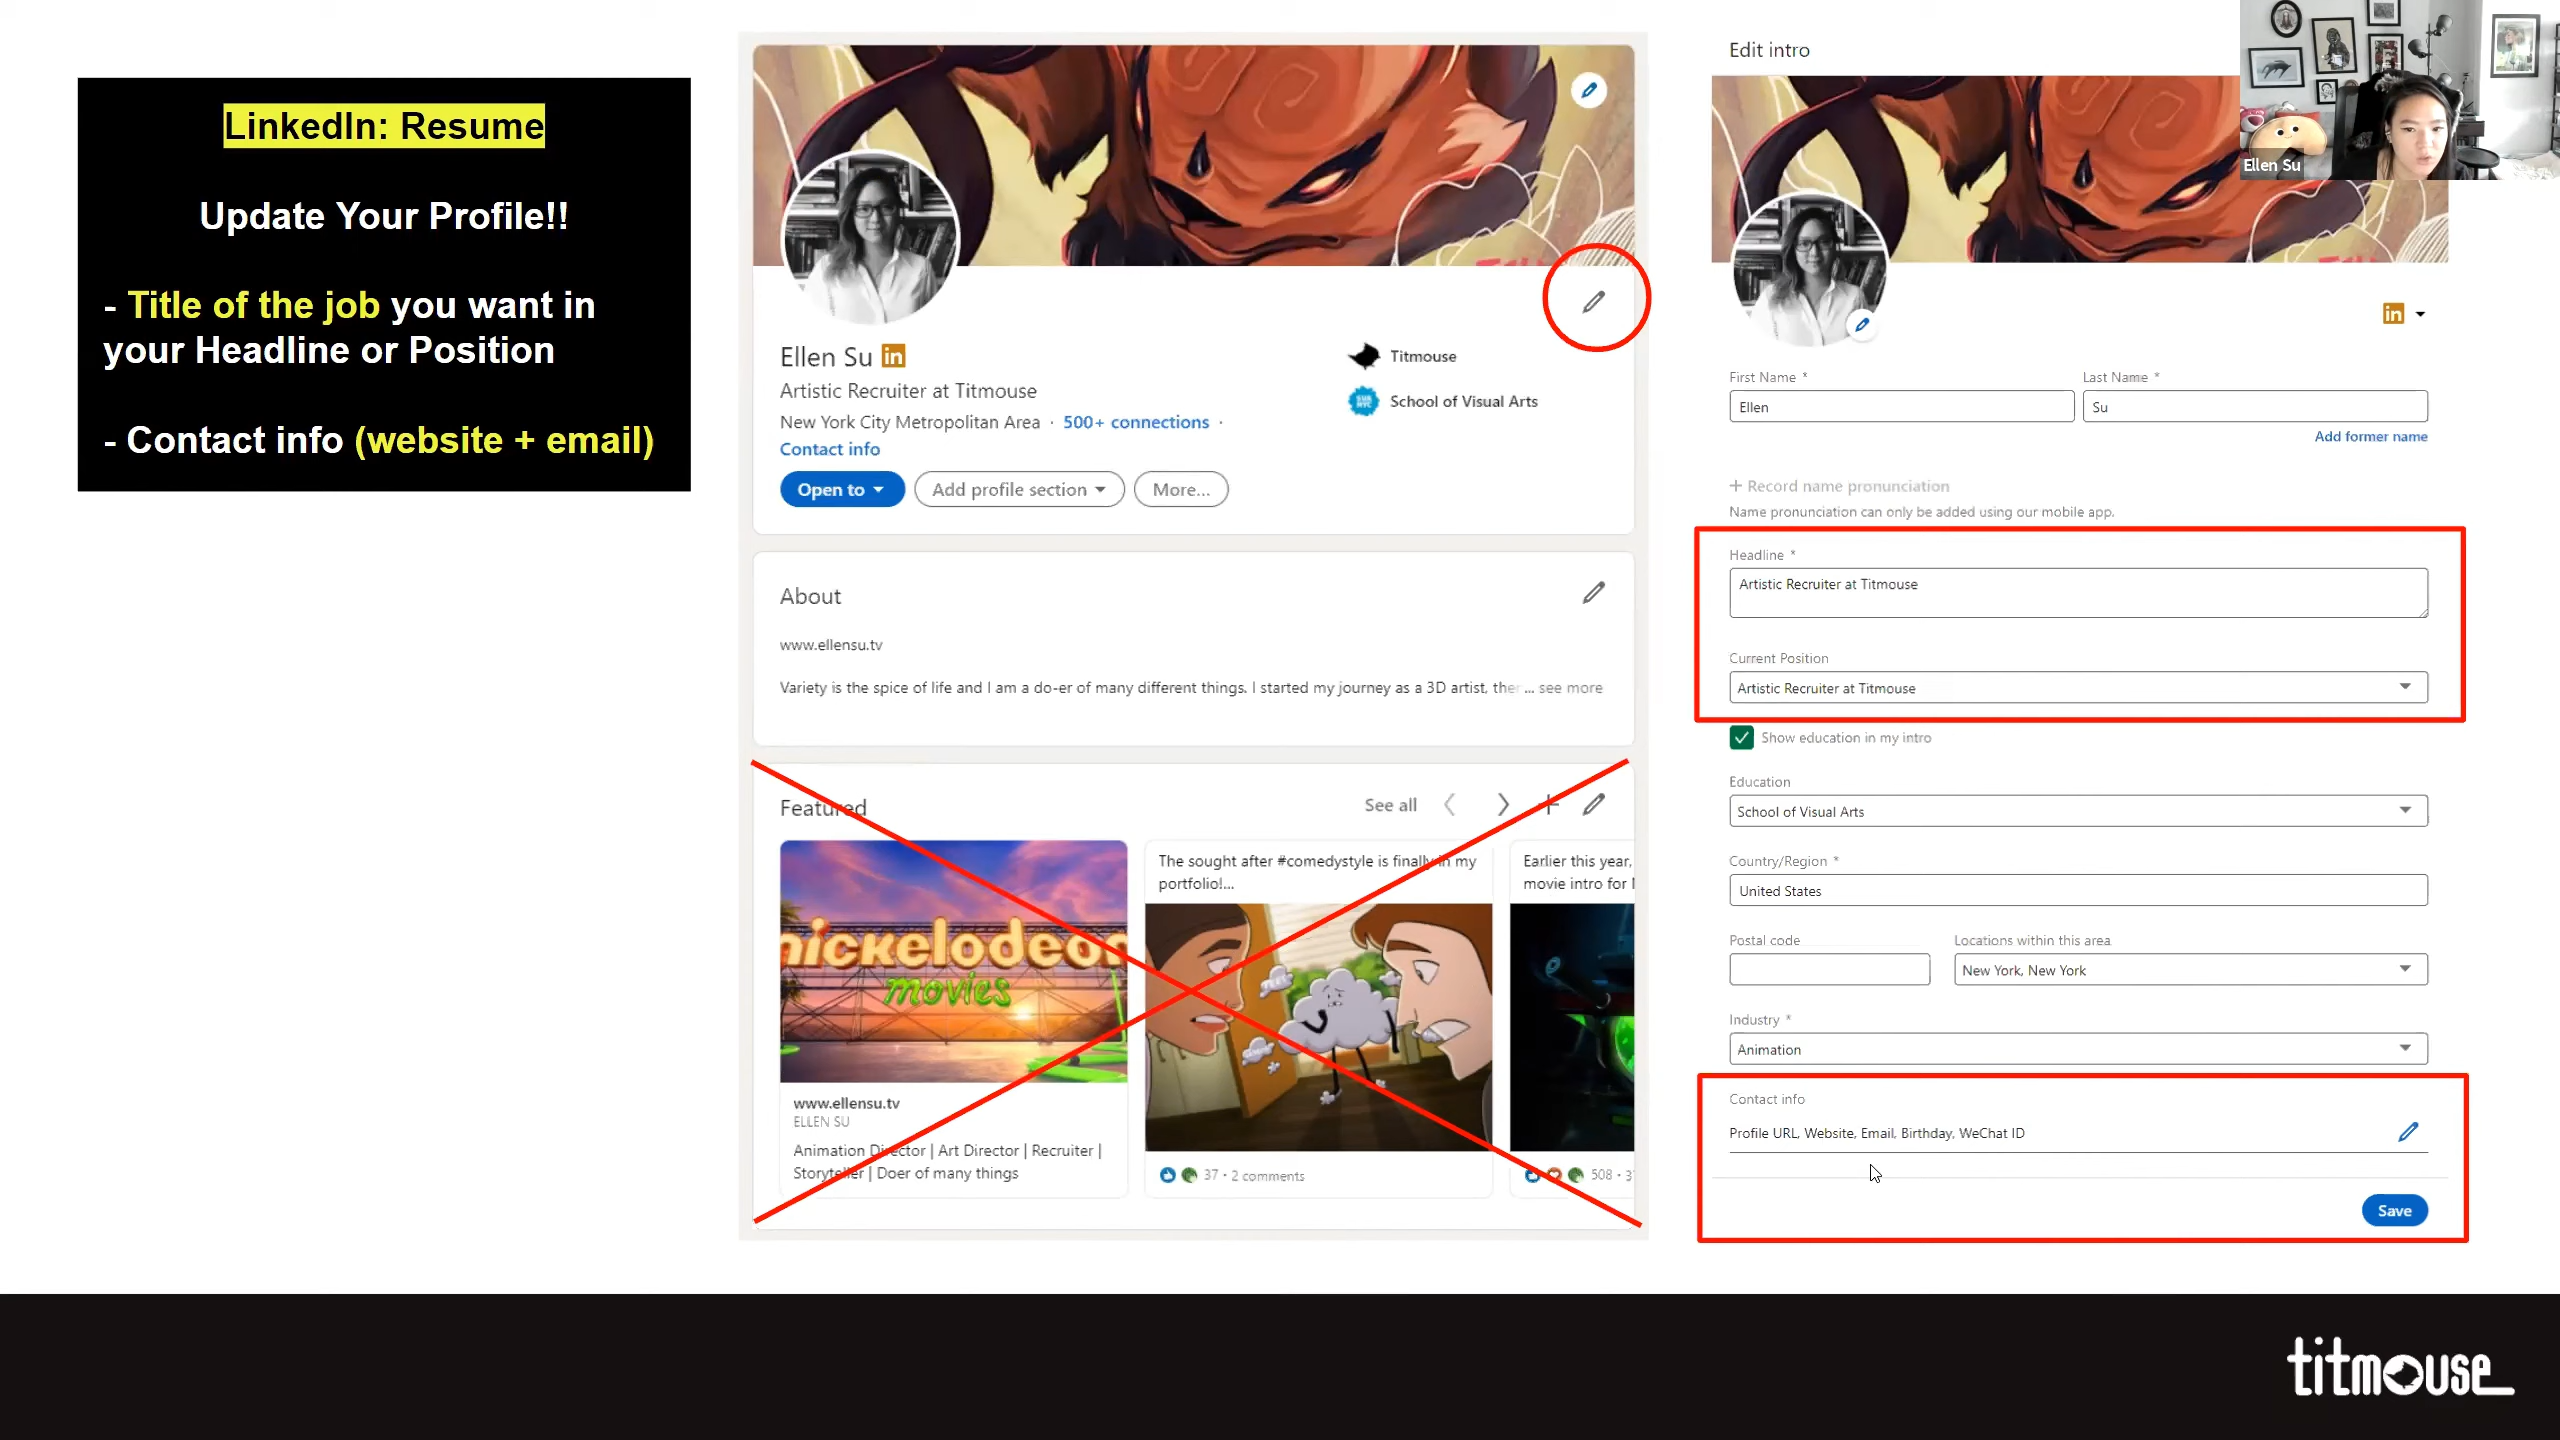 LinkedIn: Resume
Update Your Profile!!
- Title of the job you want in
your Headline or Position
- Contact info (website + email)
Ellen Su in
Artistic Recruiter at Titmouse
New York City Metropolitan Area · 500+ connections ·
Contact info
Open to
Add profile section
More...
Titmouse
SVA NYC
School of Visual Arts
About
www.ellensu.tv
Variety is the spice of life and I am a do-er of many different things. I started my journey as a 3D artist, ther ... see more
Featured
See all
nickelodeon
movies
www.ellensu.tv
ELLEN SU
Animation Director | Art Director | Recruiter |
Storyteller | Doer of many things
The sought after #comedystyle is finally in my
portfolio!...
37 · 2 comments
Earlier this year,
movie intro for
508 · 3
Edit intro
in
First Name *
Ellen
Last Name *
Su
Add former name
+ Record name pronunciation
Name pronunciation can only be added using our mobile app.
Headline *
Artistic Recruiter at Titmouse
Current Position
Artistic Recruiter at Titmouse
Show education in my intro
Education
School of Visual Arts
Country/Region *
United States
Postal code
Locations within this area
New York, New York
Industry *
Animation
Contact info
Profile URL, Website, Email, Birthday, WeChat ID
Save
Ellen Su
titmouse